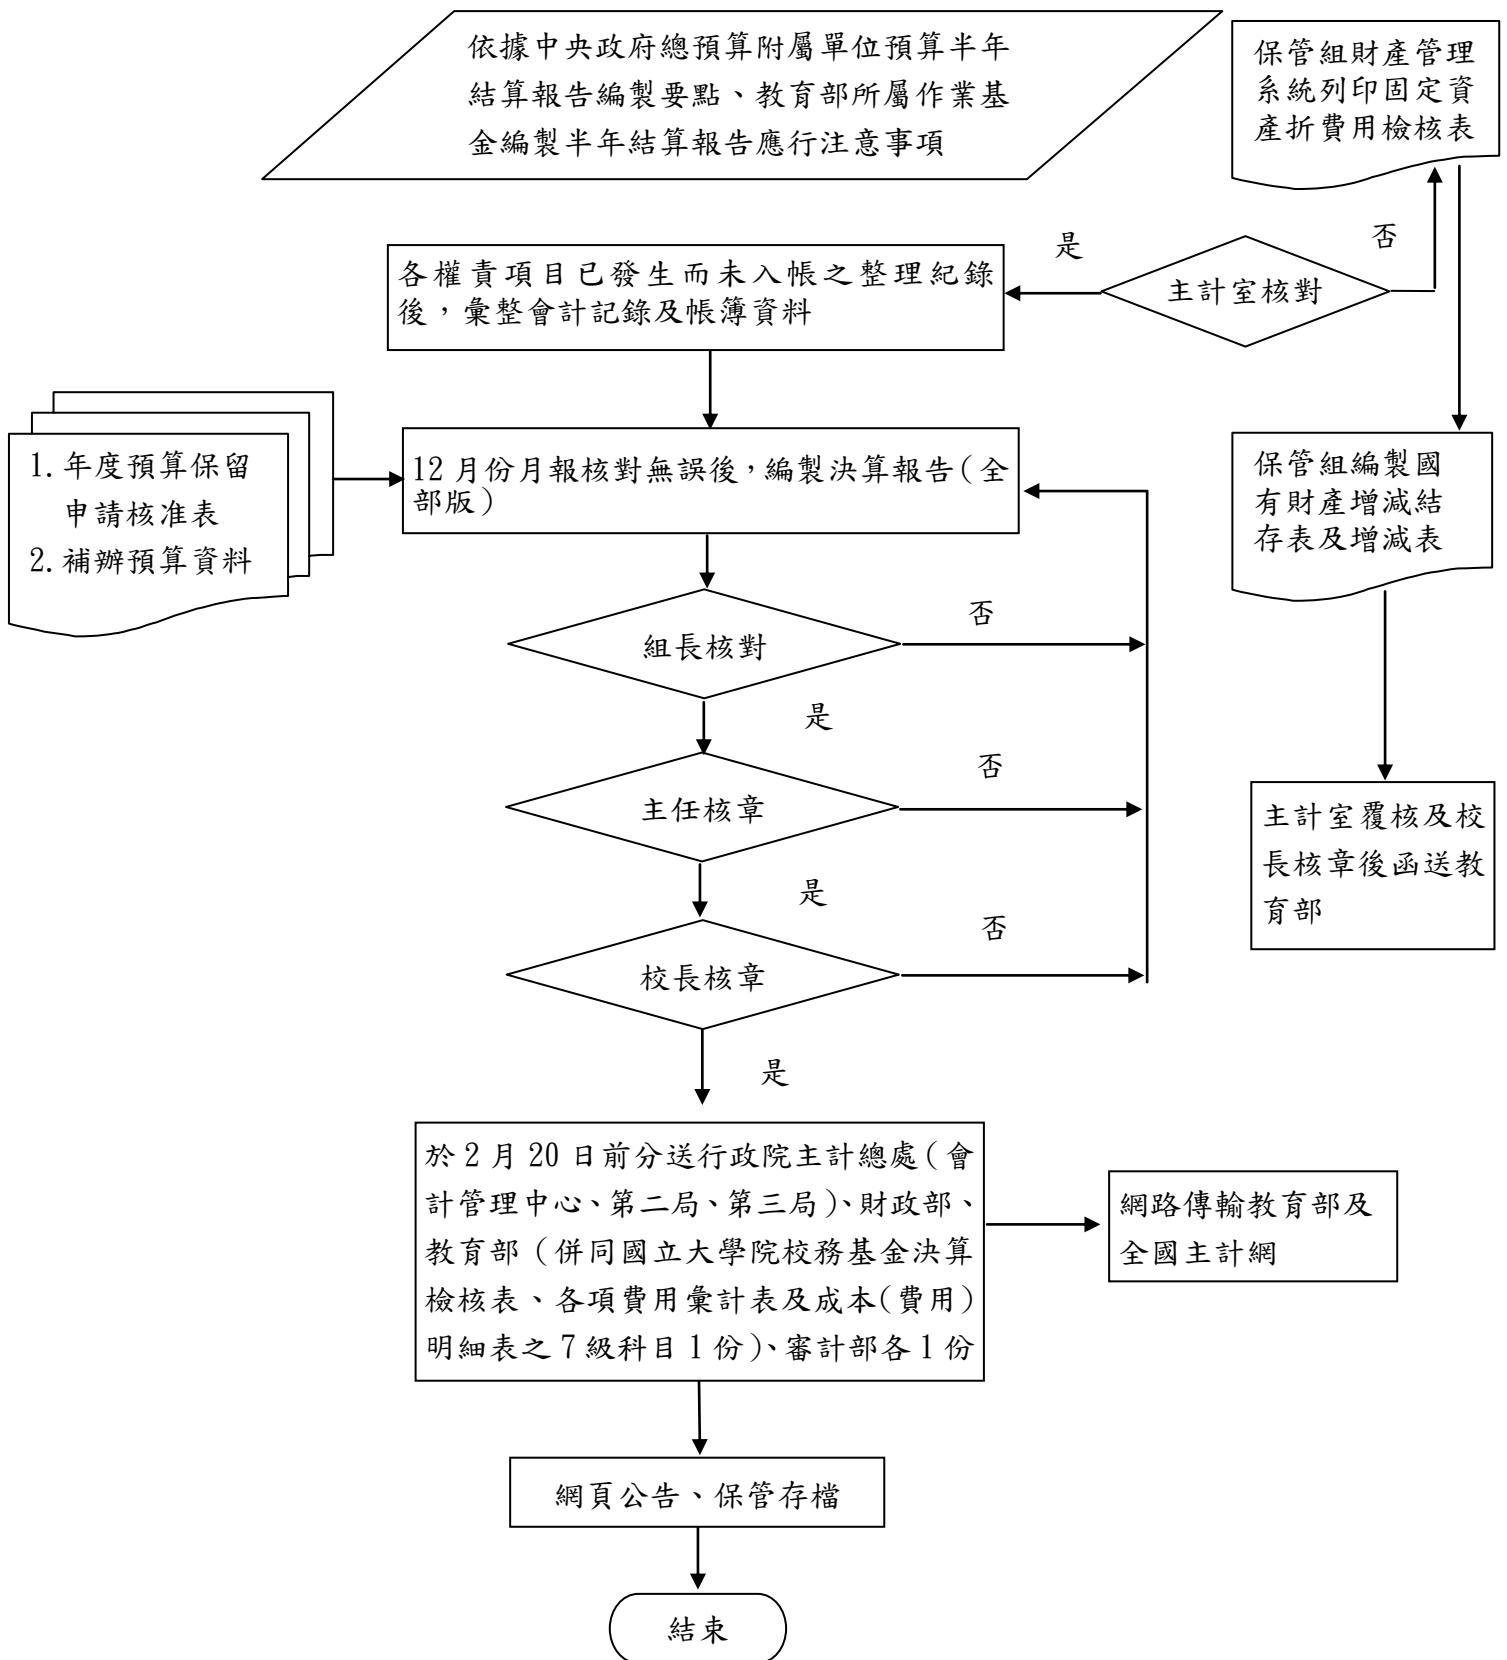 依據中央政府總預算附屬單位預算半年
結算報告編製要點、教育部所屬作業基
金編製半年結算報告應行注意事項
保管組財產管理
系統列印固定資
產折費用檢核表
是
否
主計室核對
各權責項目已發生而未入帳之整理紀錄
後，彙整會計記錄及帳簿資料
1.年度預算保留
申請核准表
2.補辦預算資料
12月份月報核對無誤後，編製決算報告(全
部版)
保管組編製國
有財產增減結
存表及增減表
組長核對
否
是
主任核章
否
主計室覆核及校
長核章後函送教
育部
是
校長核章
否
是
於2月20日前分送行政院主計總處(會
計管理中心、第二局、第三局)、財政部、
教育部(併同國立大學院校務基金決算
檢核表、各項費用彙計表及成本(費用)
明細表之7級科目1份)、審計部各1份
網路傳輸教育部及
全國主計網
網頁公告、保管存檔
結束